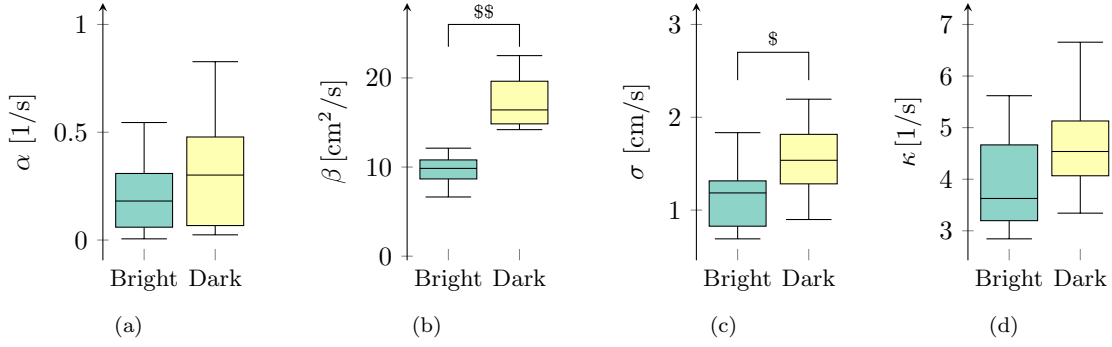 α [1/s]
1
0.5
0
Bright Dark
(a)
β [cm²/s]
20
10
0
$$
Bright Dark
(b)
σ [cm/s]
3
2
1
$
Bright Dark
(c)
κ [1/s]
7
6
5
4
3
Bright Dark
(d)